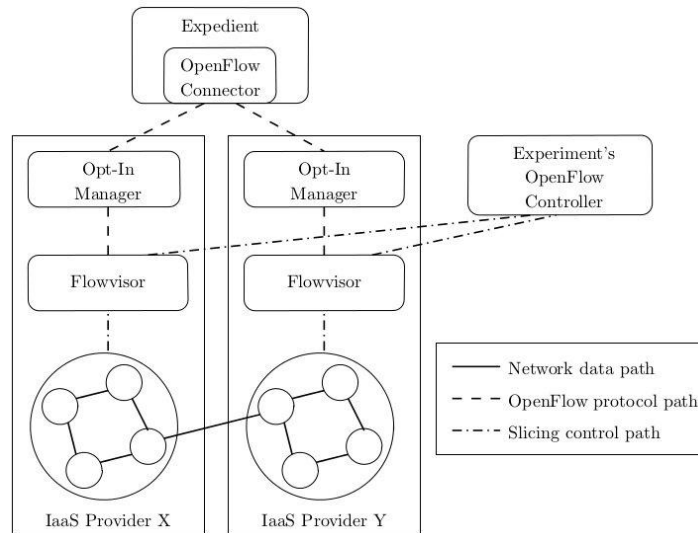 Expedient
OpenFlow
Connector
Opt-In
Manager
Opt-In
Manager
Experiment's
OpenFlow
Controller
Flowvisor
Flowvisor
Network data path
OpenFlow protocol path
Slicing control path
IaaS Provider X
IaaS Provider Y